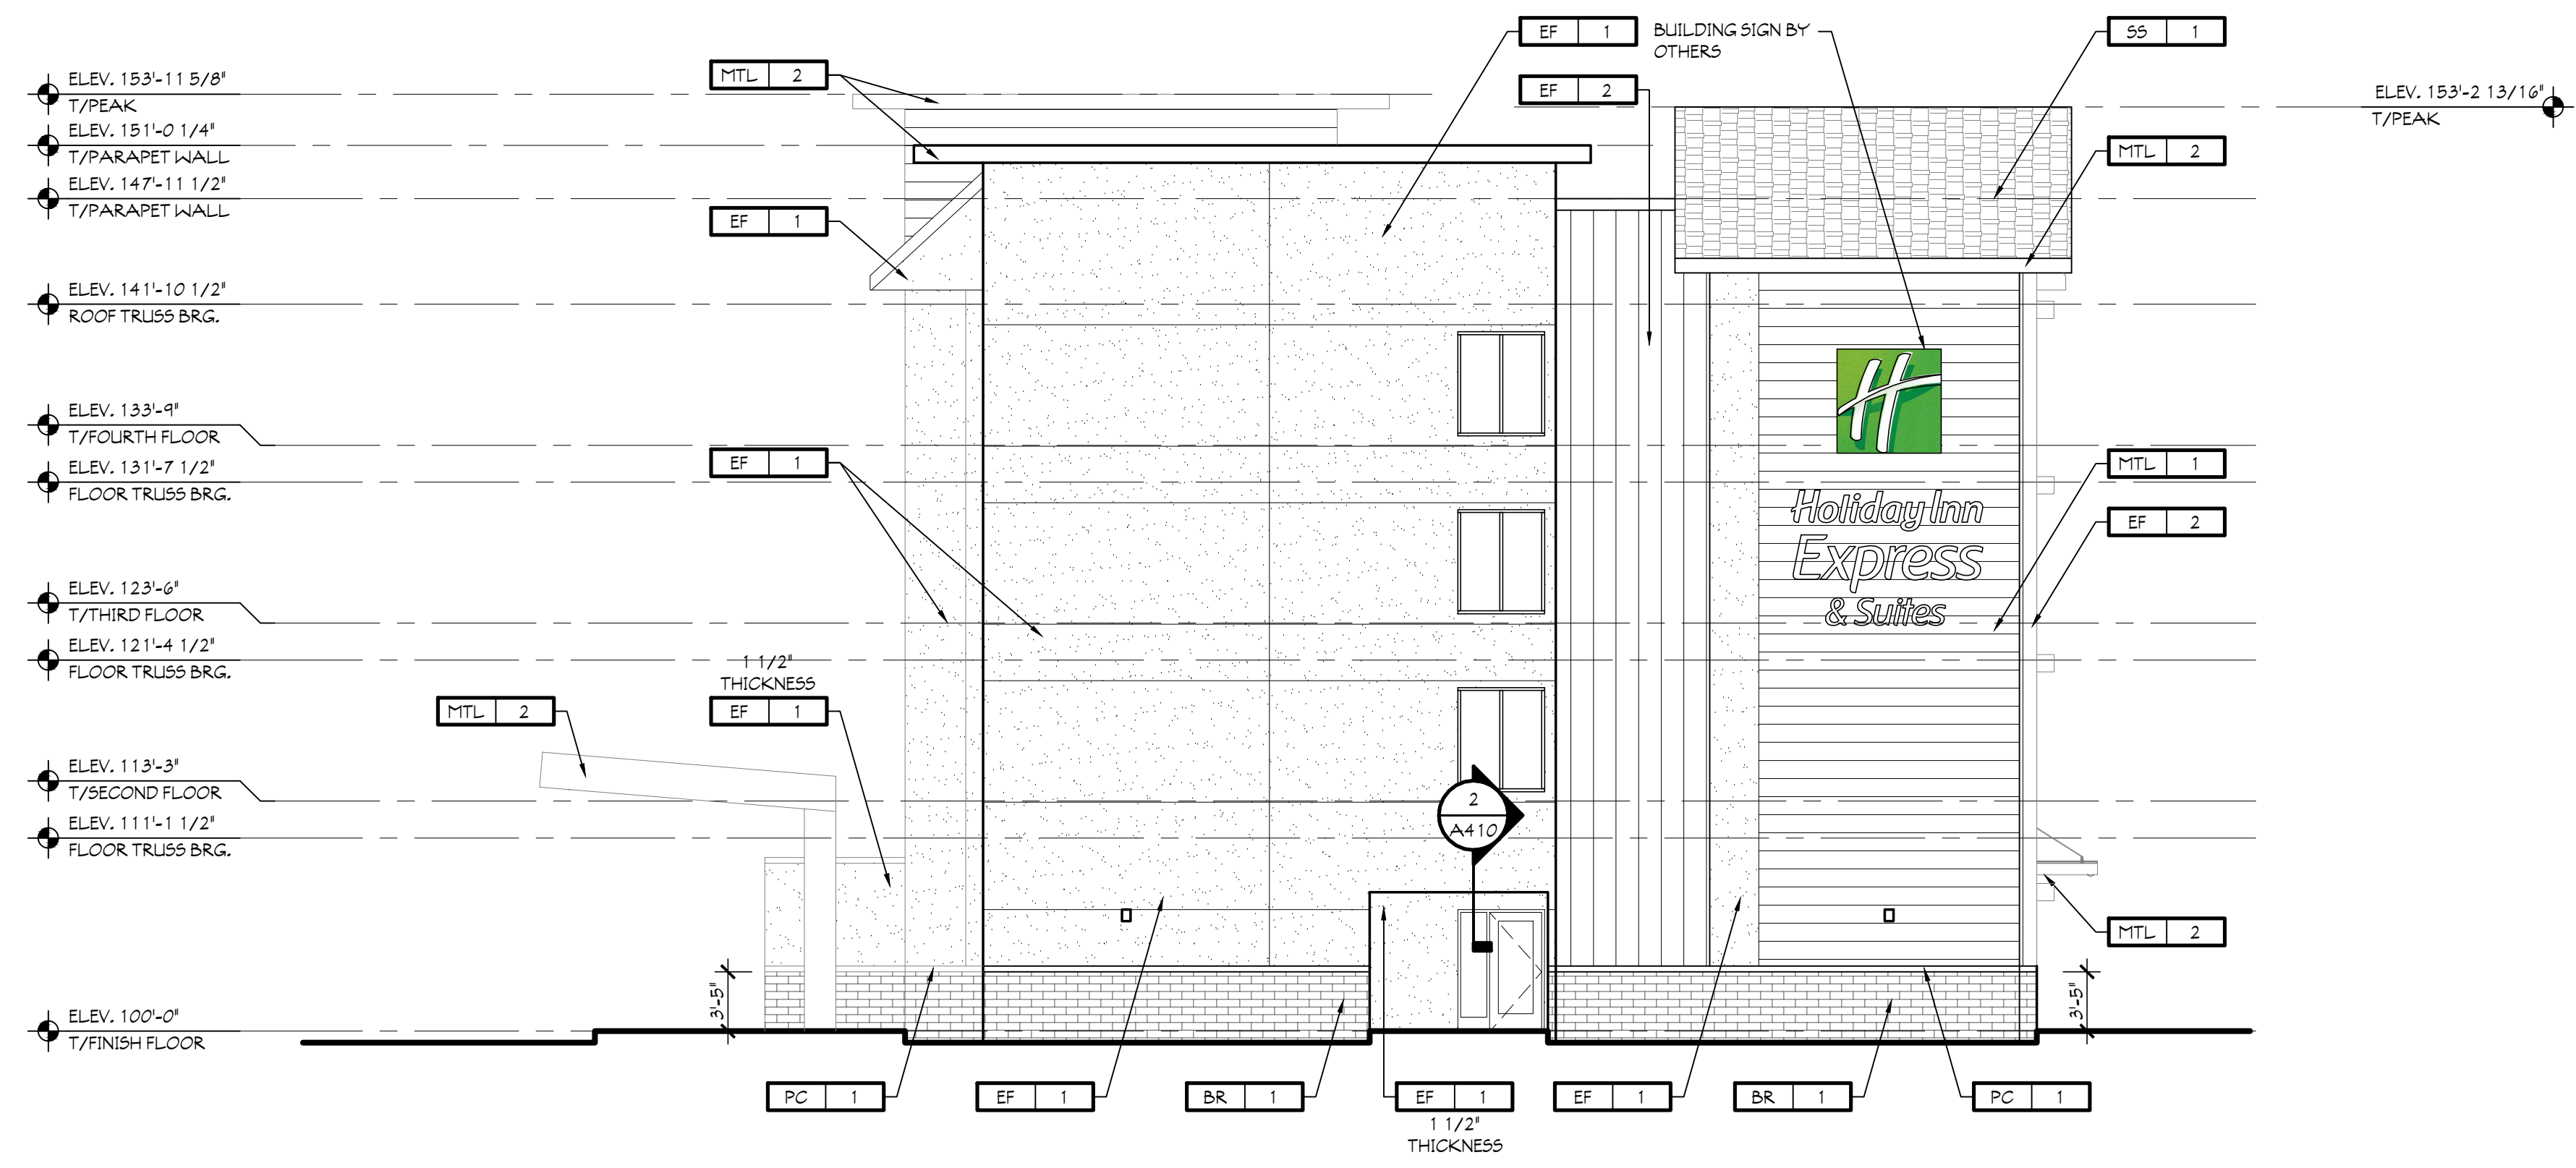 EF 1
BUILDING SIGN BY
OTHERS
SS 1
MTL 2
EF 2
ELEV. 153'-11 5/8"
T/PEAK
ELEV. 153'-2 13/16"
T/PEAK
ELEV. 151'-0 1/4"
T/PARAPET WALL
MTL 2
ELEV. 147'-11 1/2"
T/PARAPET WALL
EF 1
ELEV. 141'-10 1/2"
ROOF TRUSS BRG.
H
ELEV. 133'-9"
T/FOURTH FLOOR
EF 1
MTL 1
ELEV. 131'-7 1/2"
FLOOR TRUSS BRG.
Holiday Inn
Express
& Suites
EF 2
ELEV. 123'-6"
T/THIRD FLOOR
ELEV. 121'-4 1/2"
FLOOR TRUSS BRG.
1 1/2"
THICKNESS
MTL 2
EF 1
ELEV. 113'-3"
T/SECOND FLOOR
2
A410
ELEV. 111'-1 1/2"
FLOOR TRUSS BRG.
MTL 2
3'-5"
3'-5"
ELEV. 100'-0"
T/FINISH FLOOR
PC 1
EF 1
BR 1
EF 1
1 1/2"
THICKNESS
EF 1
BR 1
PC 1